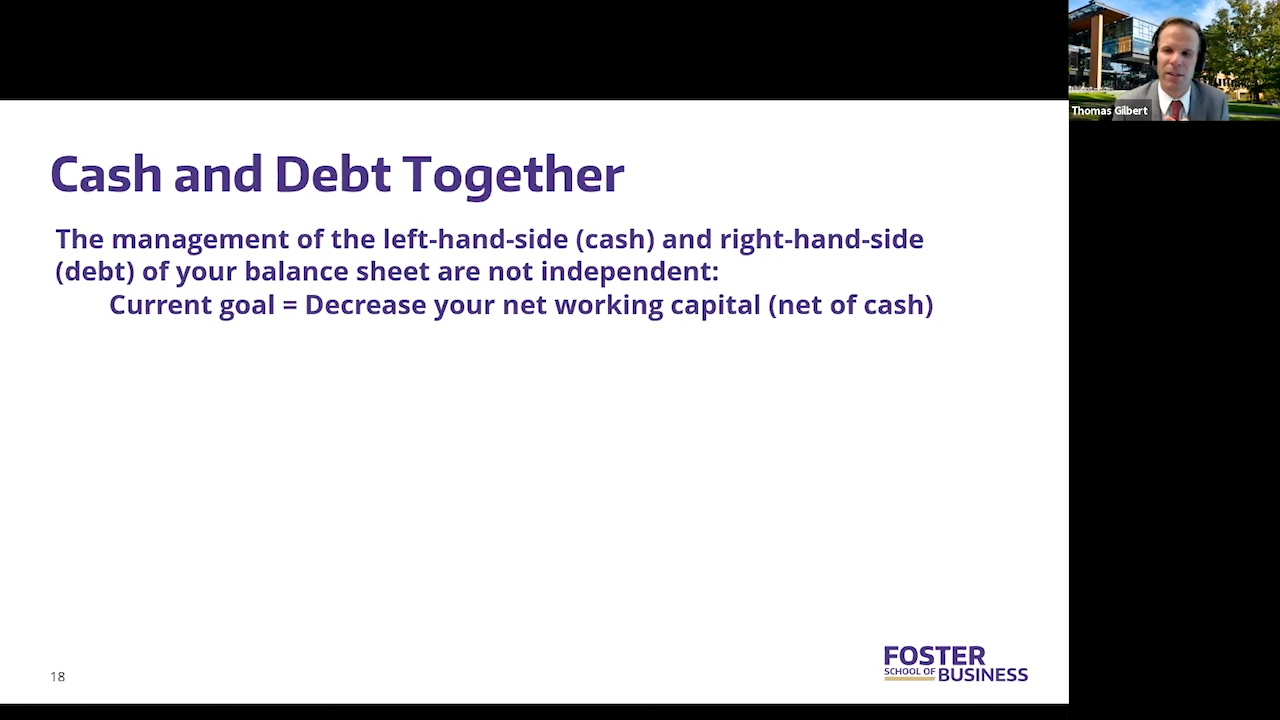 Thomas Gilbert
Cash and Debt Together
The management of the left-hand-side (cash) and right-hand-side
(debt) of your balance sheet are not independent:
Current goal = Decrease your net working capital (net of cash)
18
FOSTER
SCHOOL OF BUSINESS